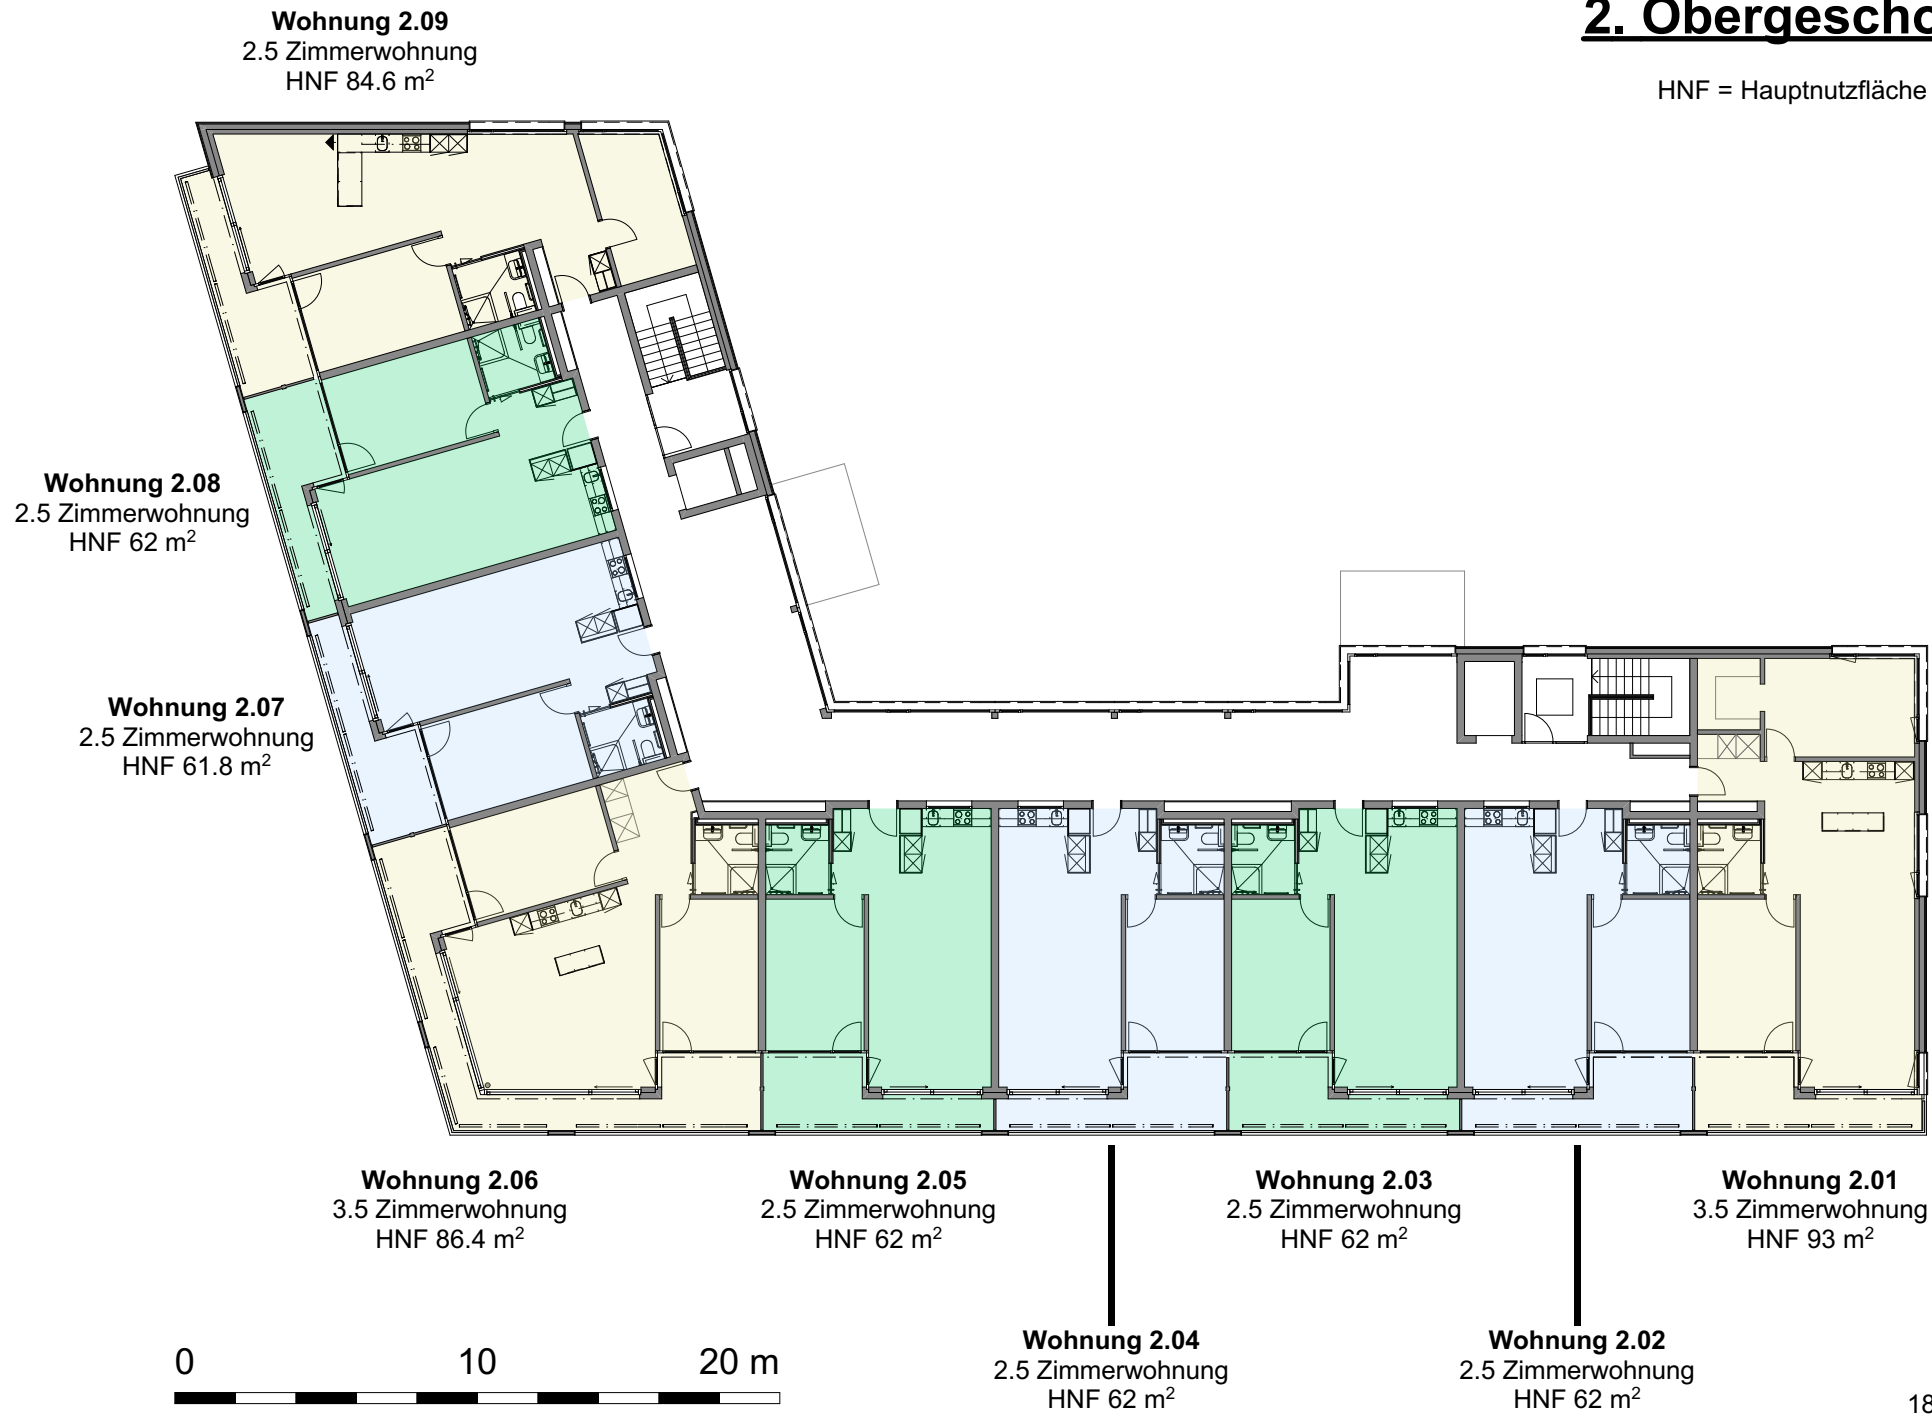 2. Obergescho
HNF = Hauptnutzfläche
Wohnung 2.09
2.5 Zimmerwohnung
HNF 84.6 m²
Wohnung 2.08
2.5 Zimmerwohnung
HNF 62 m²
Wohnung 2.07
2.5 Zimmerwohnung
HNF 61.8 m²
Wohnung 2.06
3.5 Zimmerwohnung
HNF 86.4 m²
Wohnung 2.05
2.5 Zimmerwohnung
HNF 62 m²
Wohnung 2.03
2.5 Zimmerwohnung
HNF 62 m²
Wohnung 2.01
3.5 Zimmerwohnung
HNF 93 m²
Wohnung 2.04
2.5 Zimmerwohnung
HNF 62 m²
Wohnung 2.02
2.5 Zimmerwohnung
HNF 62 m²
0 10 20 m
18